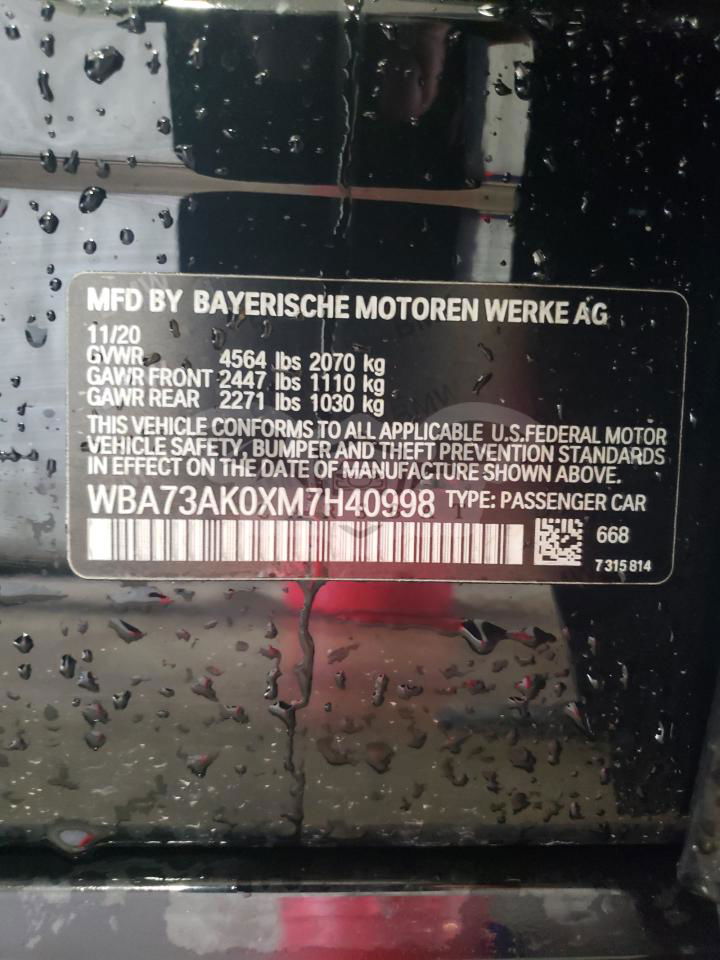 MFD BY BAYERISCHE MOTOREN WERKE AG
11/20
GVWR 4564 lbs 2070 kg
GAWR FRONT 2447 lbs 1110 kg
GAWR REAR 2271 lbs 1030 kg
THIS VEHICLE CONFORMS TO ALL APPLICABLE U.S.FEDERAL MOTOR
VEHICLE SAFETY, BUMPER AND THEFT PREVENTION STANDARDS
IN EFFECT ON THE DATE OF MANUFACTURE SHOWN ABOVE.
WBA73AK0XM7H40998 TYPE: PASSENGER CAR
668
7 315 814